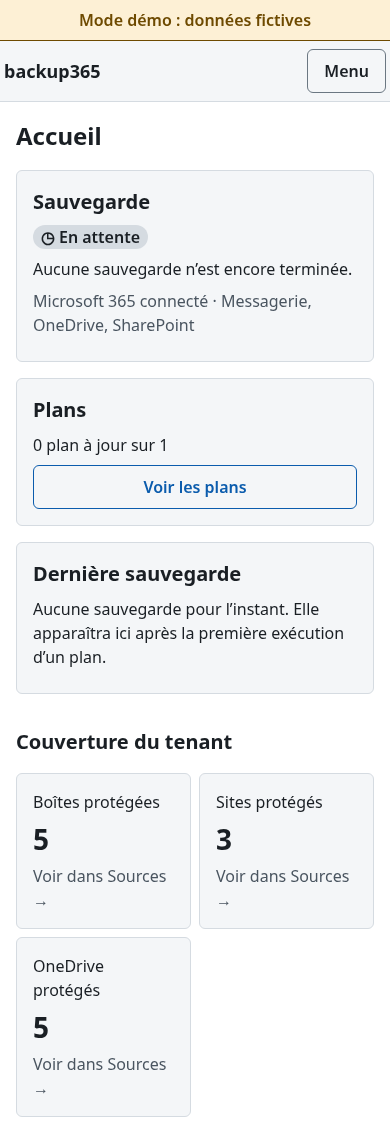 Mode démo : données fictives
backup365
Menu
Accueil
Sauvegarde
En attente
Aucune sauvegarde n’est encore terminée.
Microsoft 365 connecté · Messagerie,
OneDrive, SharePoint
Plans
0 plan à jour sur 1
Voir les plans
Dernière sauvegarde
Aucune sauvegarde pour l’instant. Elle
apparaîtra ici après la première exécution
d’un plan.
Couverture du tenant
Boîtes protégées
5
Voir dans Sources
→
Sites protégés
3
Voir dans Sources
→
OneDrive
protégés
5
Voir dans Sources
→